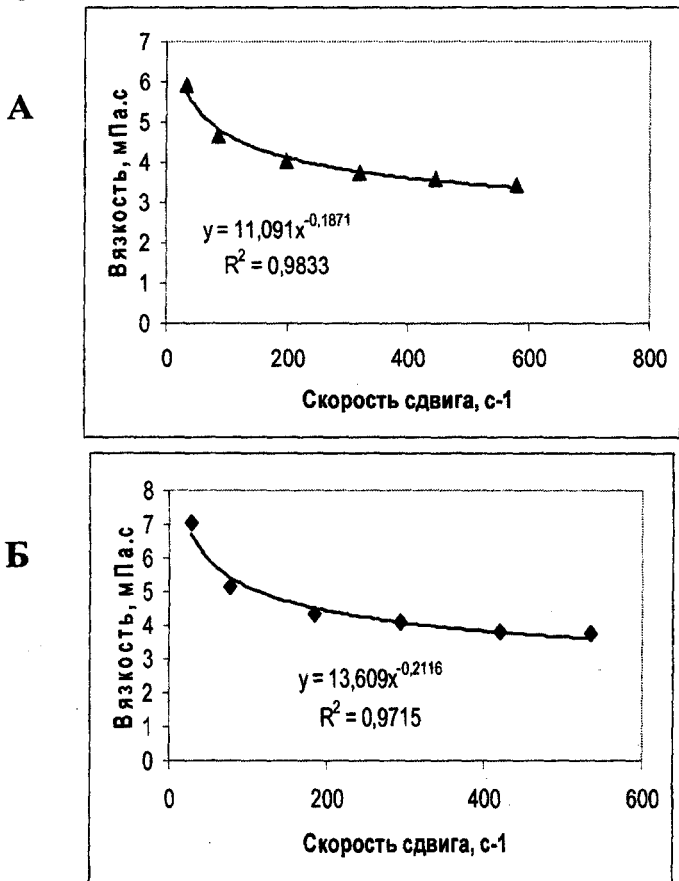 А
Вязкость, мПа.с
7
6
5
4
3
2
1
0
y = 11,091x^-0,1871
R^2 = 0,9833
0 200 400 600 800
Скорость сдвига, с-1
Б
Вязкость, мПа.с
8
7
6
5
4
3
2
1
0
y = 13,609x^-0,2116
R^2 = 0,9715
0 200 400 600
Скорость сдвига, с-1